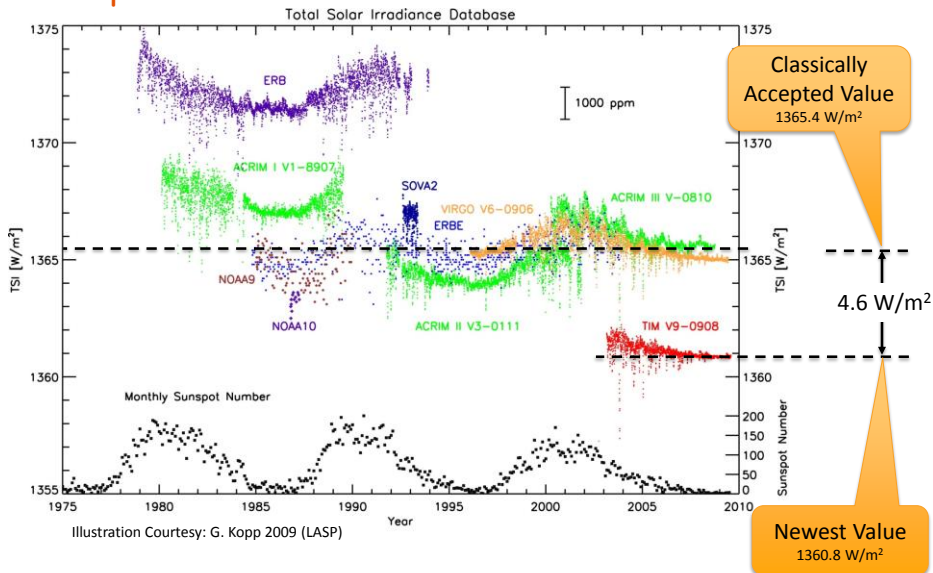 Total Solar Irradiance Database
1375
1370
1365
1360
1355
TSI [W/m²]
ERB
1000 ppm
ACRIM I V1-8907
SOVA2
VIRGO V6-0906
ACRIM III V-0810
ERBE
NOAA9
NOAA10
ACRIM II V3-0111
TIM V9-0908
Monthly Sunspot Number
1375
1370
1365
1360
TSI [W/m²]
200
150
100
50
0
Sunspot Number
1975
1980
1985
1990
1995
2000
2005
2010
Year
Illustration Courtesy: G. Kopp 2009 (LASP)
Classically
Accepted Value
1365.4 W/m²
4.6 W/m²
Newest Value
1360.8 W/m²